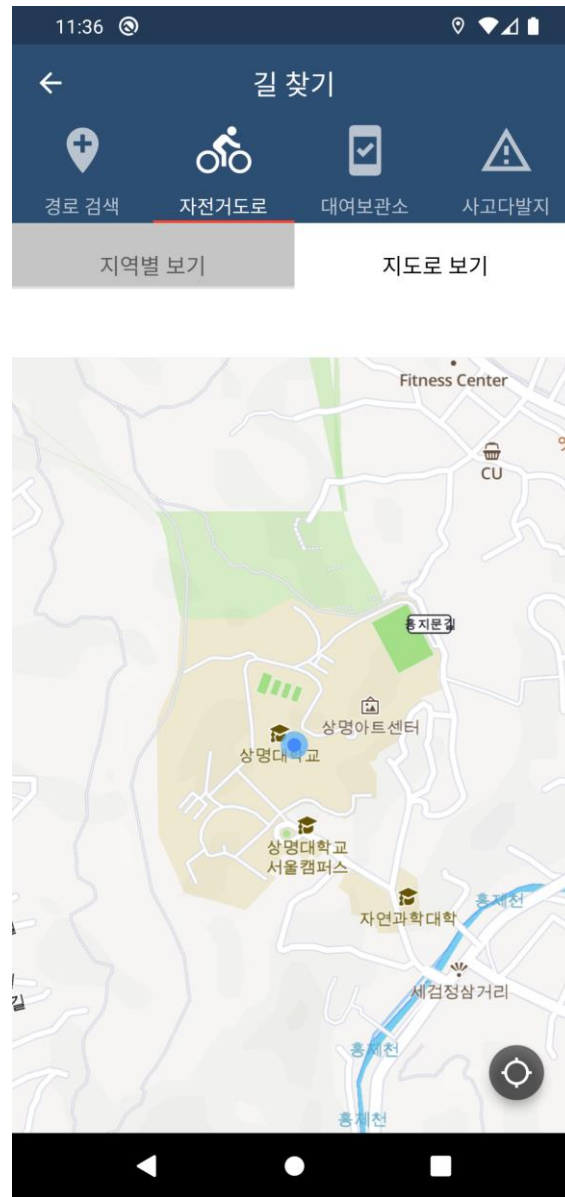 11:36
길 찾기
경로 검색
자전거도로
대여보관소
사고다발지
지역별 보기
지도로 보기
Fitness Center
CU
홍지문길
상명아트센터
상명대학교
상명대학교
서울캠퍼스
자연과학대학
홍제천
세검정삼거리
길
홍제천
홍제천